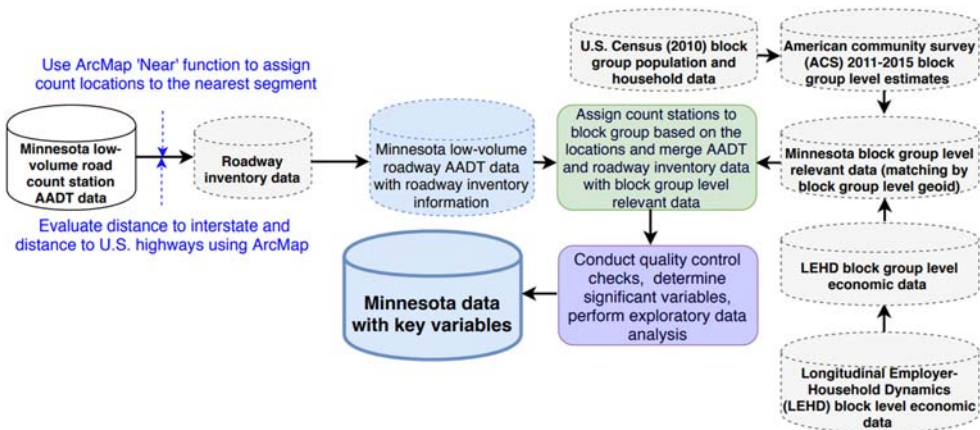 Use ArcMap 'Near' function to assign
count locations to the nearest segment
Minnesota low-
volume road
count station
AADT data
Roadway
inventory data
Evaluate distance to interstate and
distance to U.S. highways using ArcMap
Minnesota low-volume
roadway AADT data
with roadway inventory
information
U.S. Census (2010) block
group population and
household data
American community survey
(ACS) 2011-2015 block
group level estimates
Assign count stations to
block group based on the
locations and merge AADT
and roadway inventory data
with block group level
relevant data
Minnesota block group level
relevant data (matching by
block group level geoid)
Conduct quality control
checks, determine
significant variables,
perform exploratory data
analysis
Minnesota data
with key variables
LEHD block group level
economic data
Longitudinal Employer-
Household Dynamics
(LEHD) block level economic
data